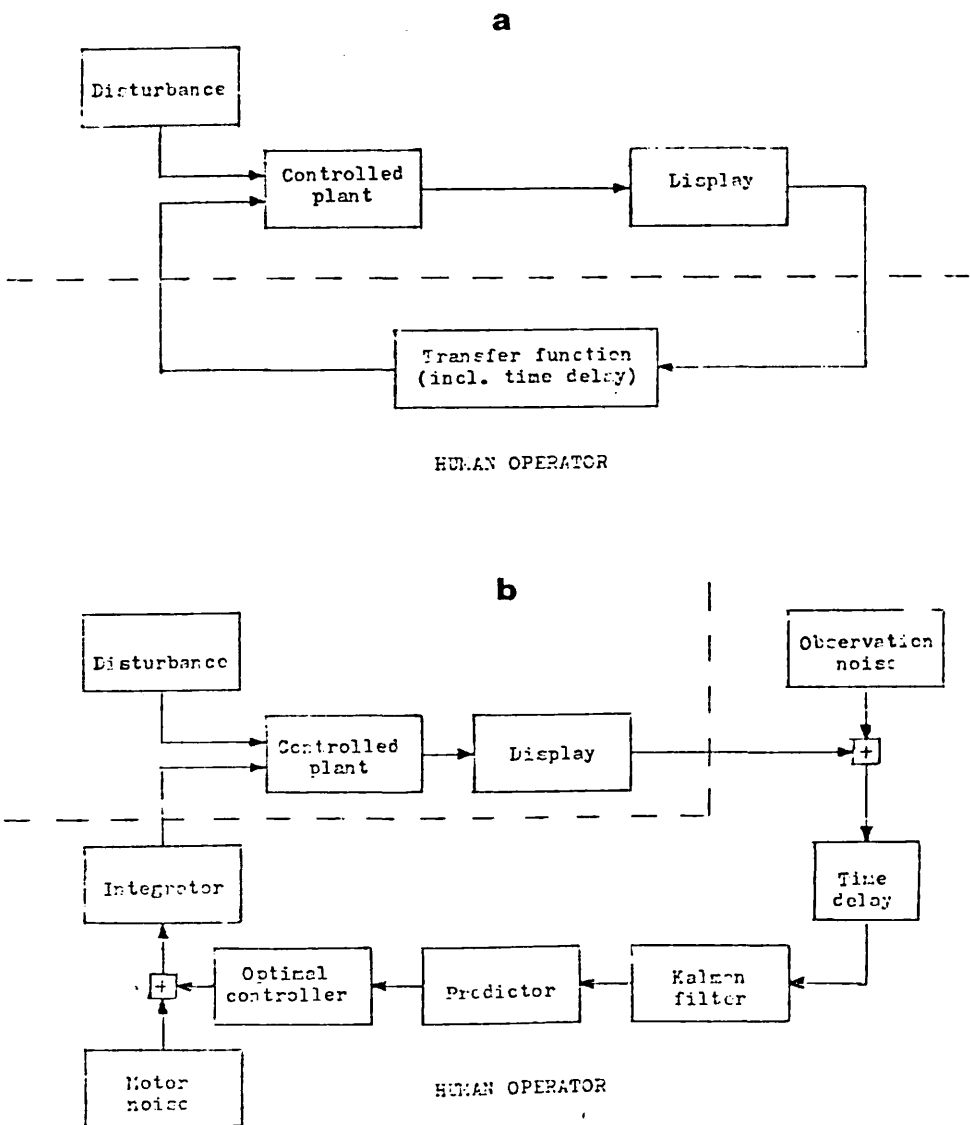 a
Disturbance
Controlled
plant
Display
Transfer function
(incl. time delay)
HUMAN OPERATOR
b
Disturbance
Observation
noise
Controlled
plant
Display
+
Integrator
Time
delay
+
Optimal
controller
Predictor
Kalman
filter
Motor
noise
HUMAN OPERATOR